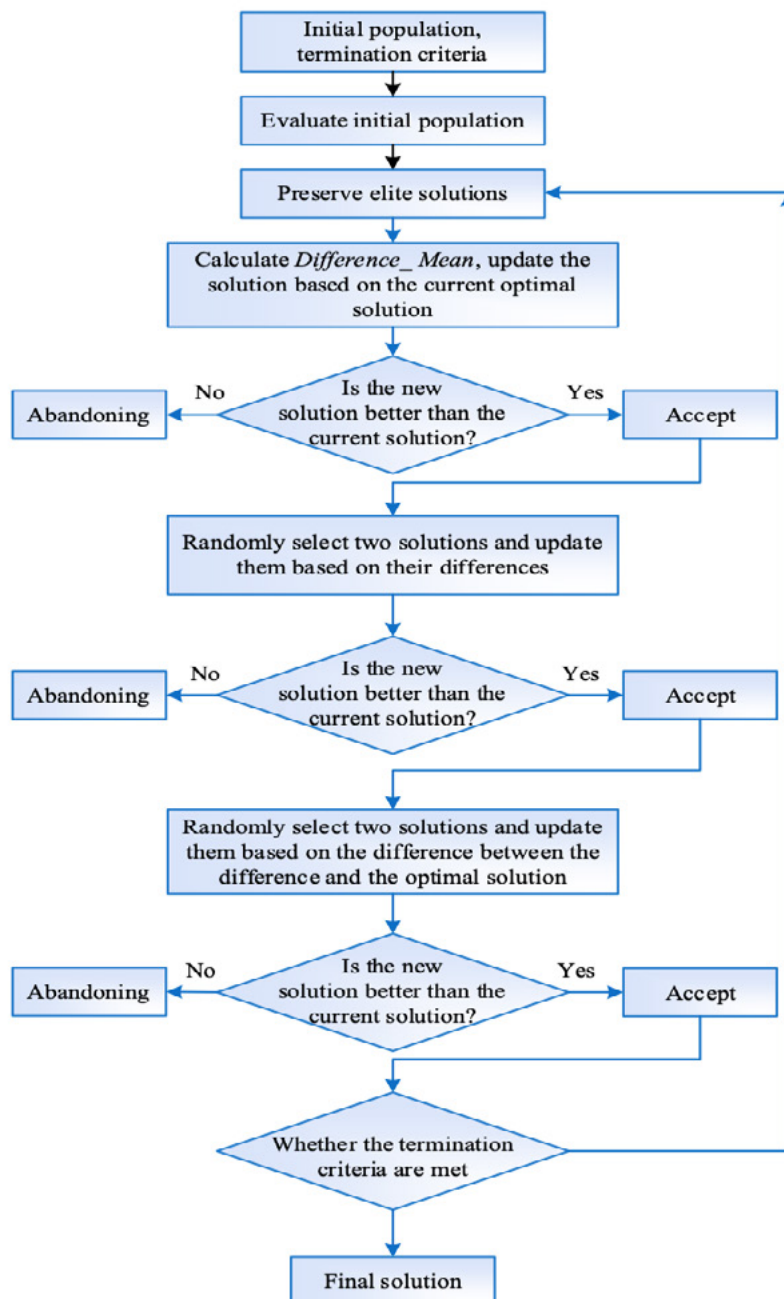 Initial population,
termination criteria
Evaluate initial population
Preserve elite solutions
Calculate Difference_ Mean, update the
solution based on the current optimal
solution
No
Is the new
solution better than the
current solution?
Yes
Abandoning
Accept
Randomly select two solutions and update
them based on their differences
No
Is the new
solution better than the
current solution?
Yes
Abandoning
Accept
Randomly select two solutions and update
them based on the difference between the
difference and the optimal solution
No
Is the new
solution better than the
current solution?
Yes
Abandoning
Accept
Whether the termination
criteria are met
Final solution